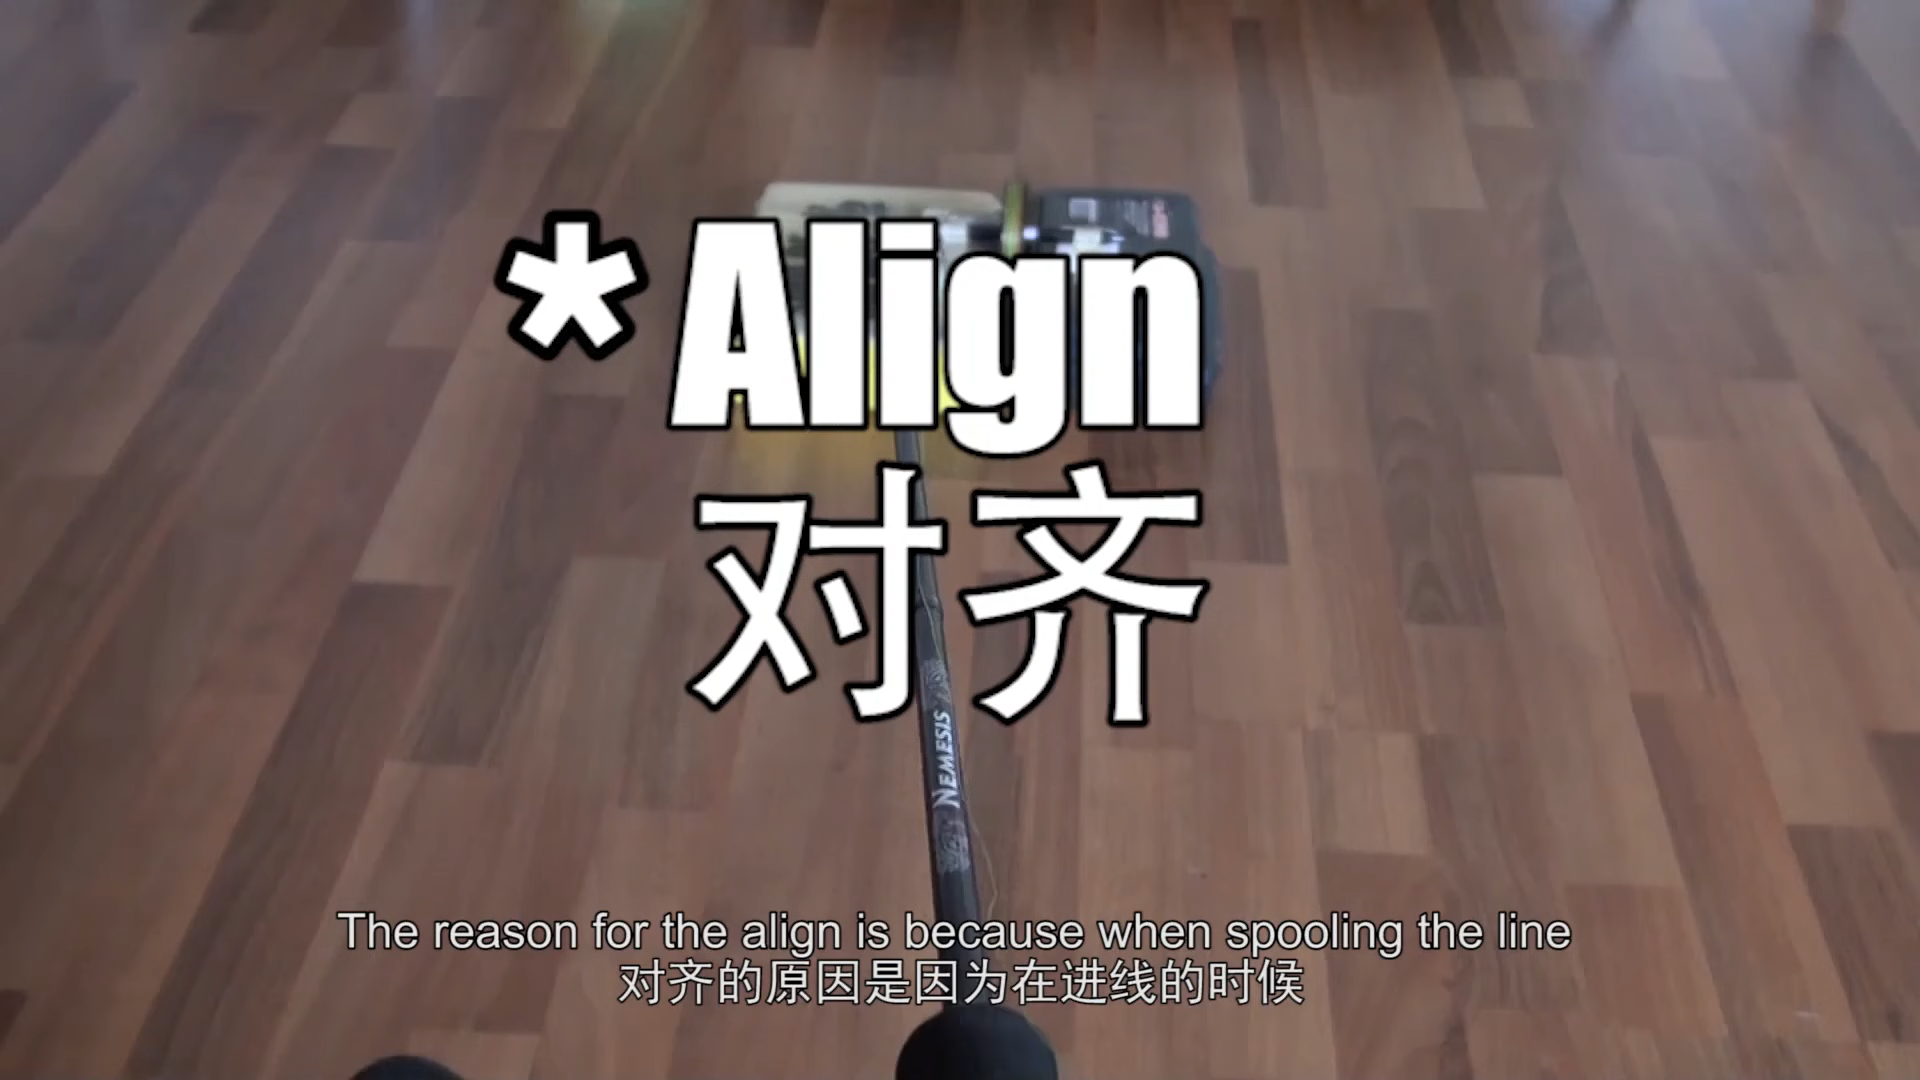 *Align
对齐
NEMESIS
The reason for the align is because when spooling the line
对齐的原因是因为在进线的时候